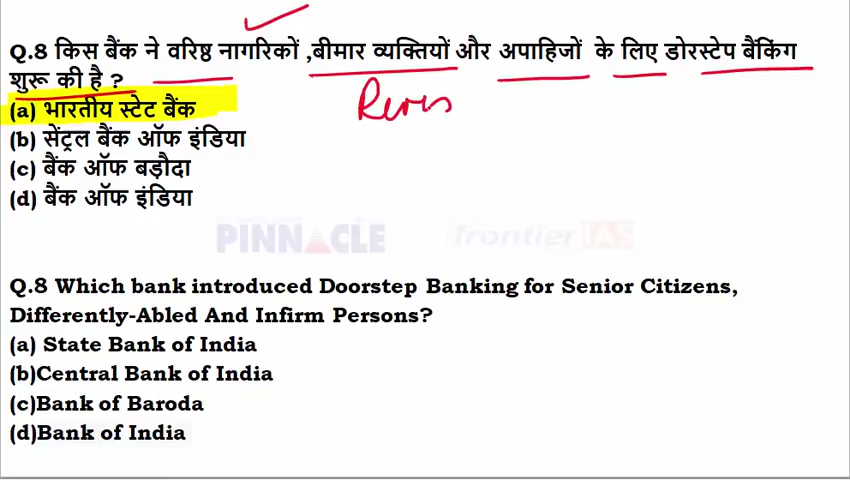 Q.8 किस बैंक ने वरिष्ठ नागरिकों ,बीमार व्यक्तियों और अपाहिजों के लिए डोरस्टेप बैंकिंग
शुरू की है ?
(a) भारतीय स्टेट बैंक
(b) सेंट्रल बैंक ऑफ इंडिया
(c) बैंक ऑफ बड़ौदा
(d) बैंक ऑफ इंडिया
PINNACLE frontier IAS
Q.8 Which bank introduced Doorstep Banking for Senior Citizens,
Differently-Abled And Infirm Persons?
(a) State Bank of India
(b)Central Bank of India
(c)Bank of Baroda
(d)Bank of India